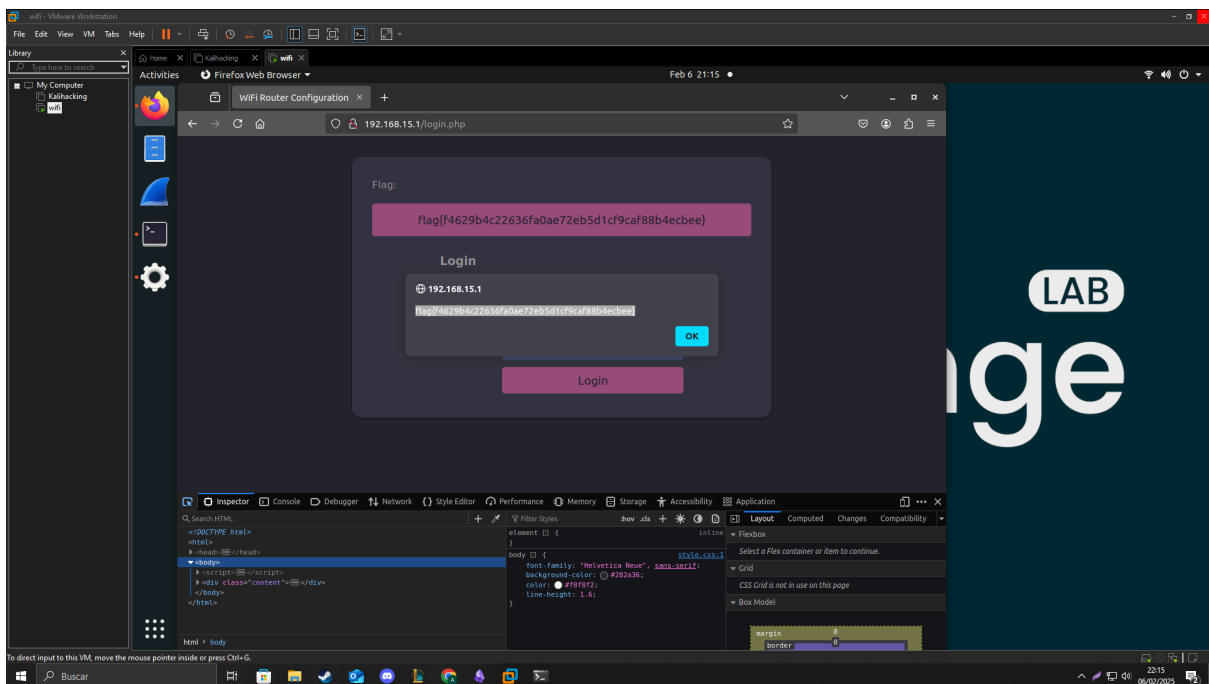 wifi - VMware Workstation
File Edit View VM Tabs Help
Library
Home Kalihacking wifi
Type here to search
My Computer
Kalihacking
wifi
Activities Firefox Web Browser Feb 6 21:15
WiFi Router Configuration
192.168.15.1/login.php
Flag:
flag{f4629b4c22636fa0ae72eb5d1cf9caf88b4ecbee}
Login
192.168.15.1
flag{f4629b4c22636fa0ae72eb5d1cf9caf88b4ecbee}
OK
Login
LAB
nge
Inspector Console Debugger Network Style Editor Performance Memory Storage Accessibility Application
Search HTML
Filter Styles :hov .cls
Layout Computed Changes Compatibility
<!DOCTYPE html>
<html>
<head></head>
<body>
<script></script>
<div class="content"></div>
</body>
</html>
element { inline
}
body { style.css:1
font-family: "Helvetica Neue", sans-serif;
background-color: #282a36;
color: #f8f8f2;
line-height: 1.6;
}
Flexbox
Select a Flex container or item to continue.
Grid
CSS Grid is not in use on this page
Box Model
margin 8
border 0
html > body
To direct input to this VM, move the mouse pointer inside or press Ctrl+G.
Buscar
22:15
06/02/2025